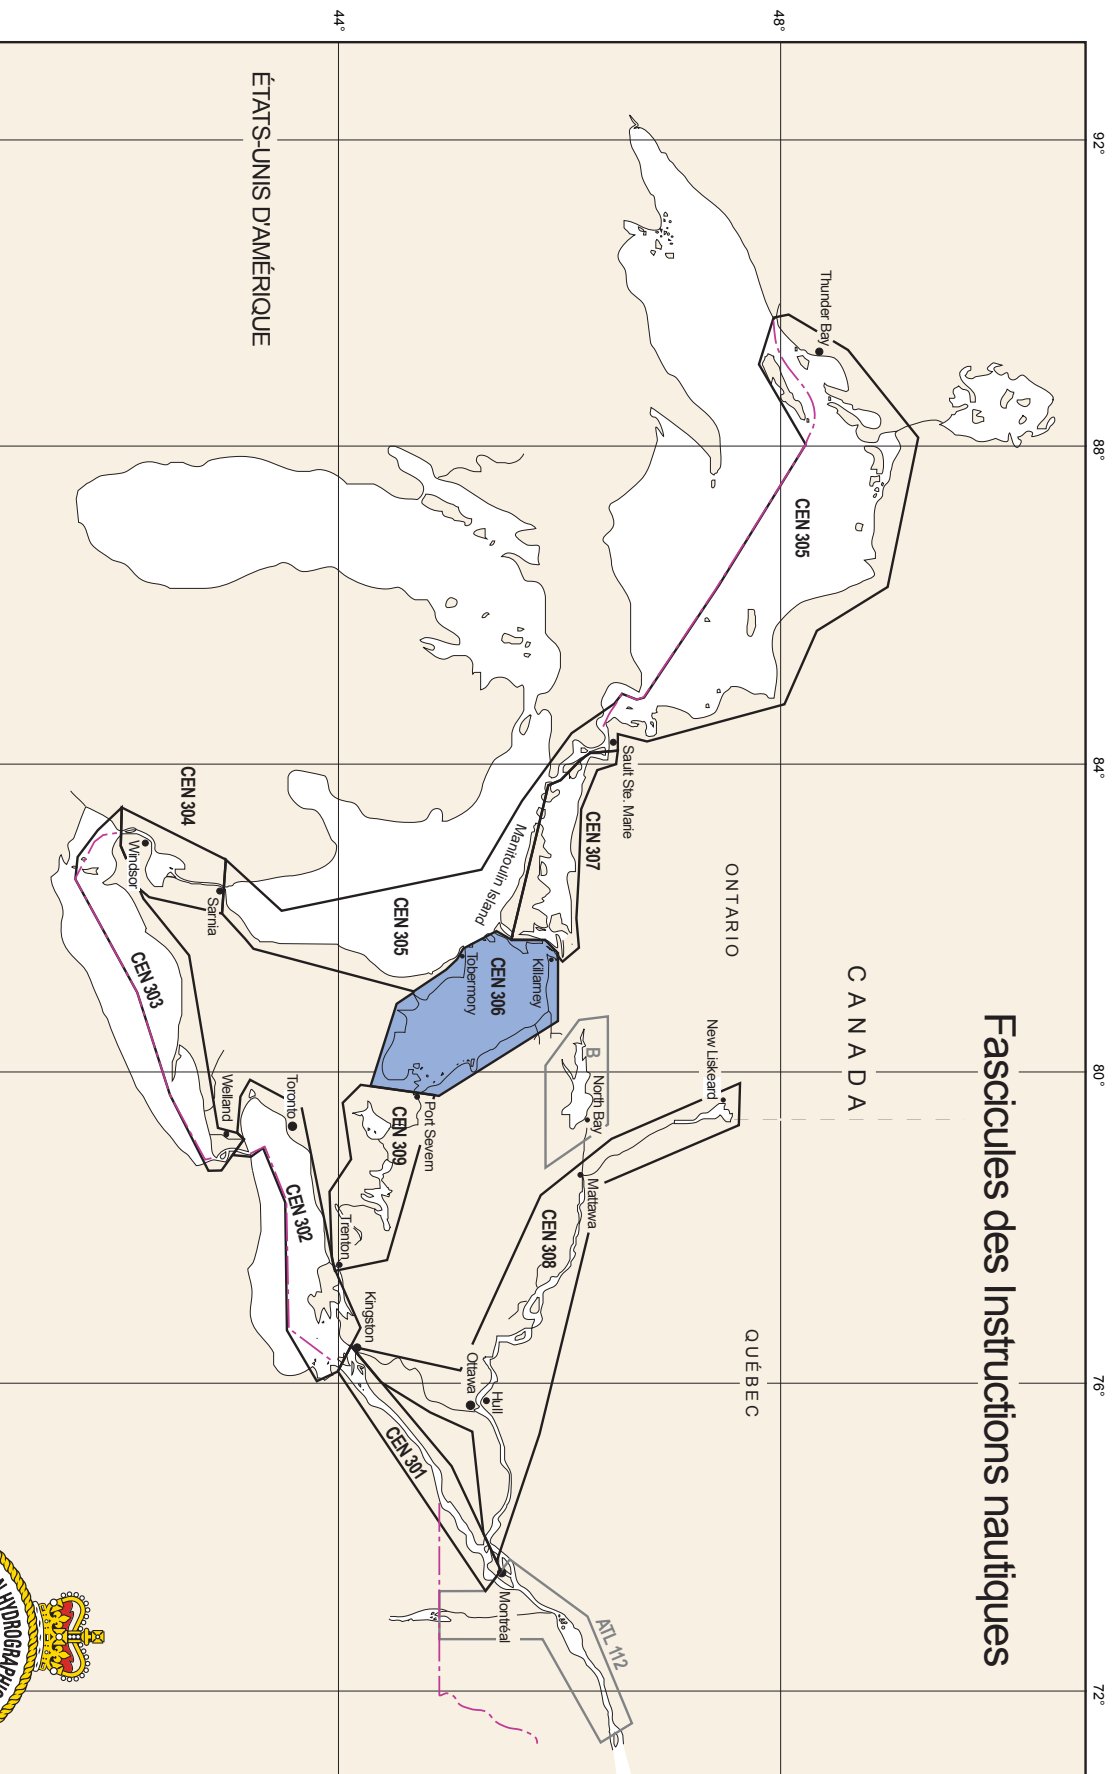 Fascicules des Instructions nautiques
CANADA
ONTARIO
QUÉBEC
ÉTATS-UNIS D'AMÉRIQUE
92°
88°
84°
80°
76°
72°
48°
44°
Thunder Bay
CEN 305
Sault Ste. Marie
CEN 307
Manitoulin Island
CEN 304
Windsor
Sarnia
CEN 305
CEN 303
Killarney
CEN 306
Tobermory
New Liskeard
B
North Bay
Mattawa
Port Severn
CEN 309
Welland
Toronto
CEN 302
Trenton
Kingston
CEN 308
Ottawa
Hull
CEN 301
Montréal
ATL 112